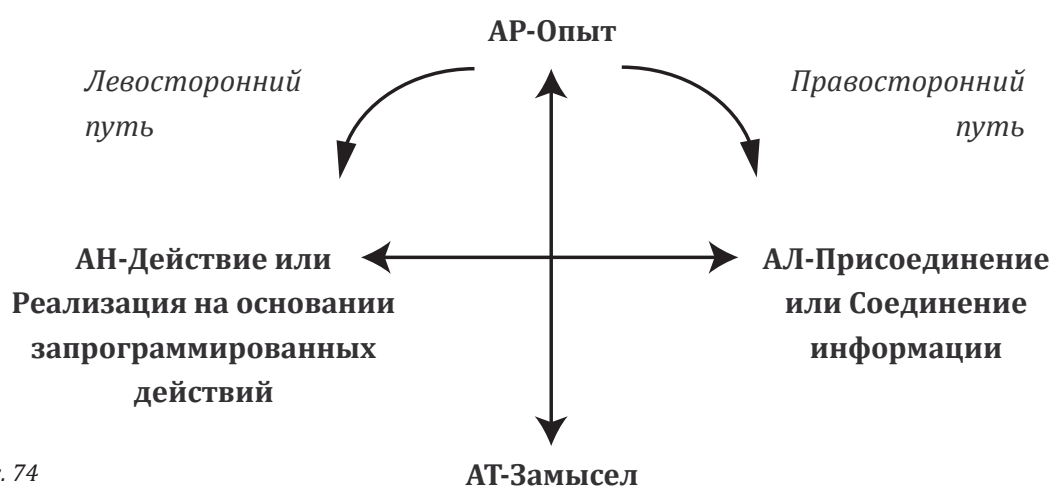 АР-Опыт
Левосторонний
путь
Правосторонний
путь
АН-Действие или
Реализация на основании
запрограммированных
действий
АЛ-Присоединение
или Соединение
информации
. 74
АТ-Замысел